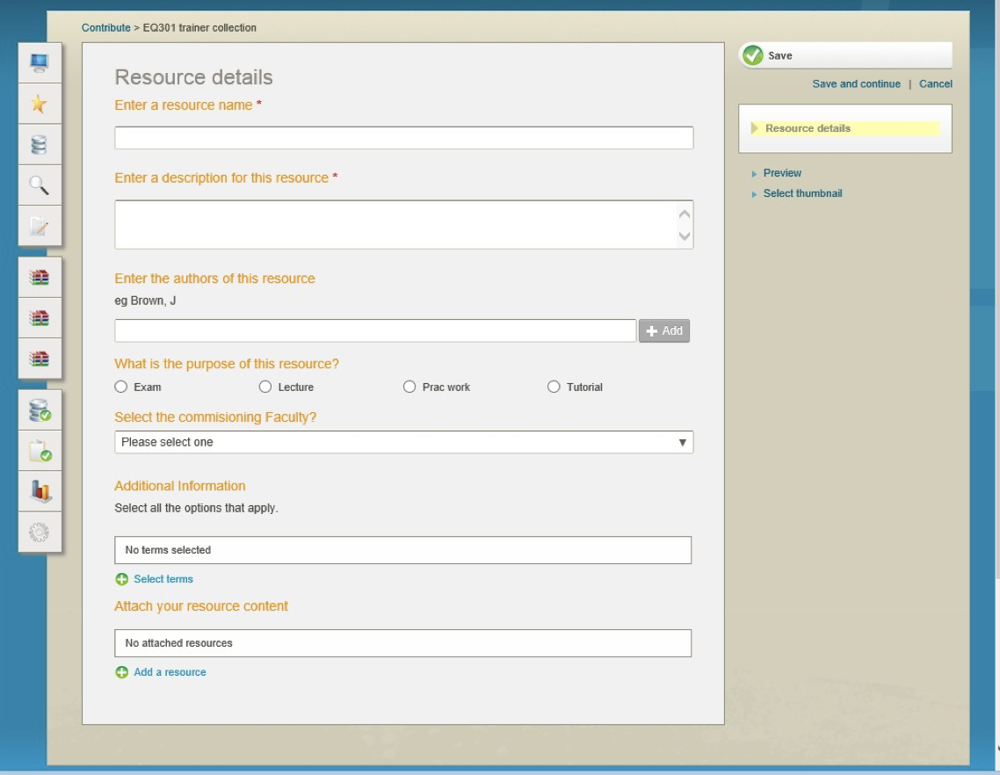 Contribute > EQ301 trainer collection
Resource details
Enter a resource name *
Enter a description for this resource *
Enter the authors of this resource
eg Brown, J
Add
What is the purpose of this resource?
Exam Lecture Prac work Tutorial
Select the commisioning Faculty?
Please select one
Additional Information
Select all the options that apply.
No terms selected
Select terms
Attach your resource content
No attached resources
Add a resource
Save
Save and continue | Cancel
Resource details
Preview
Select thumbnail